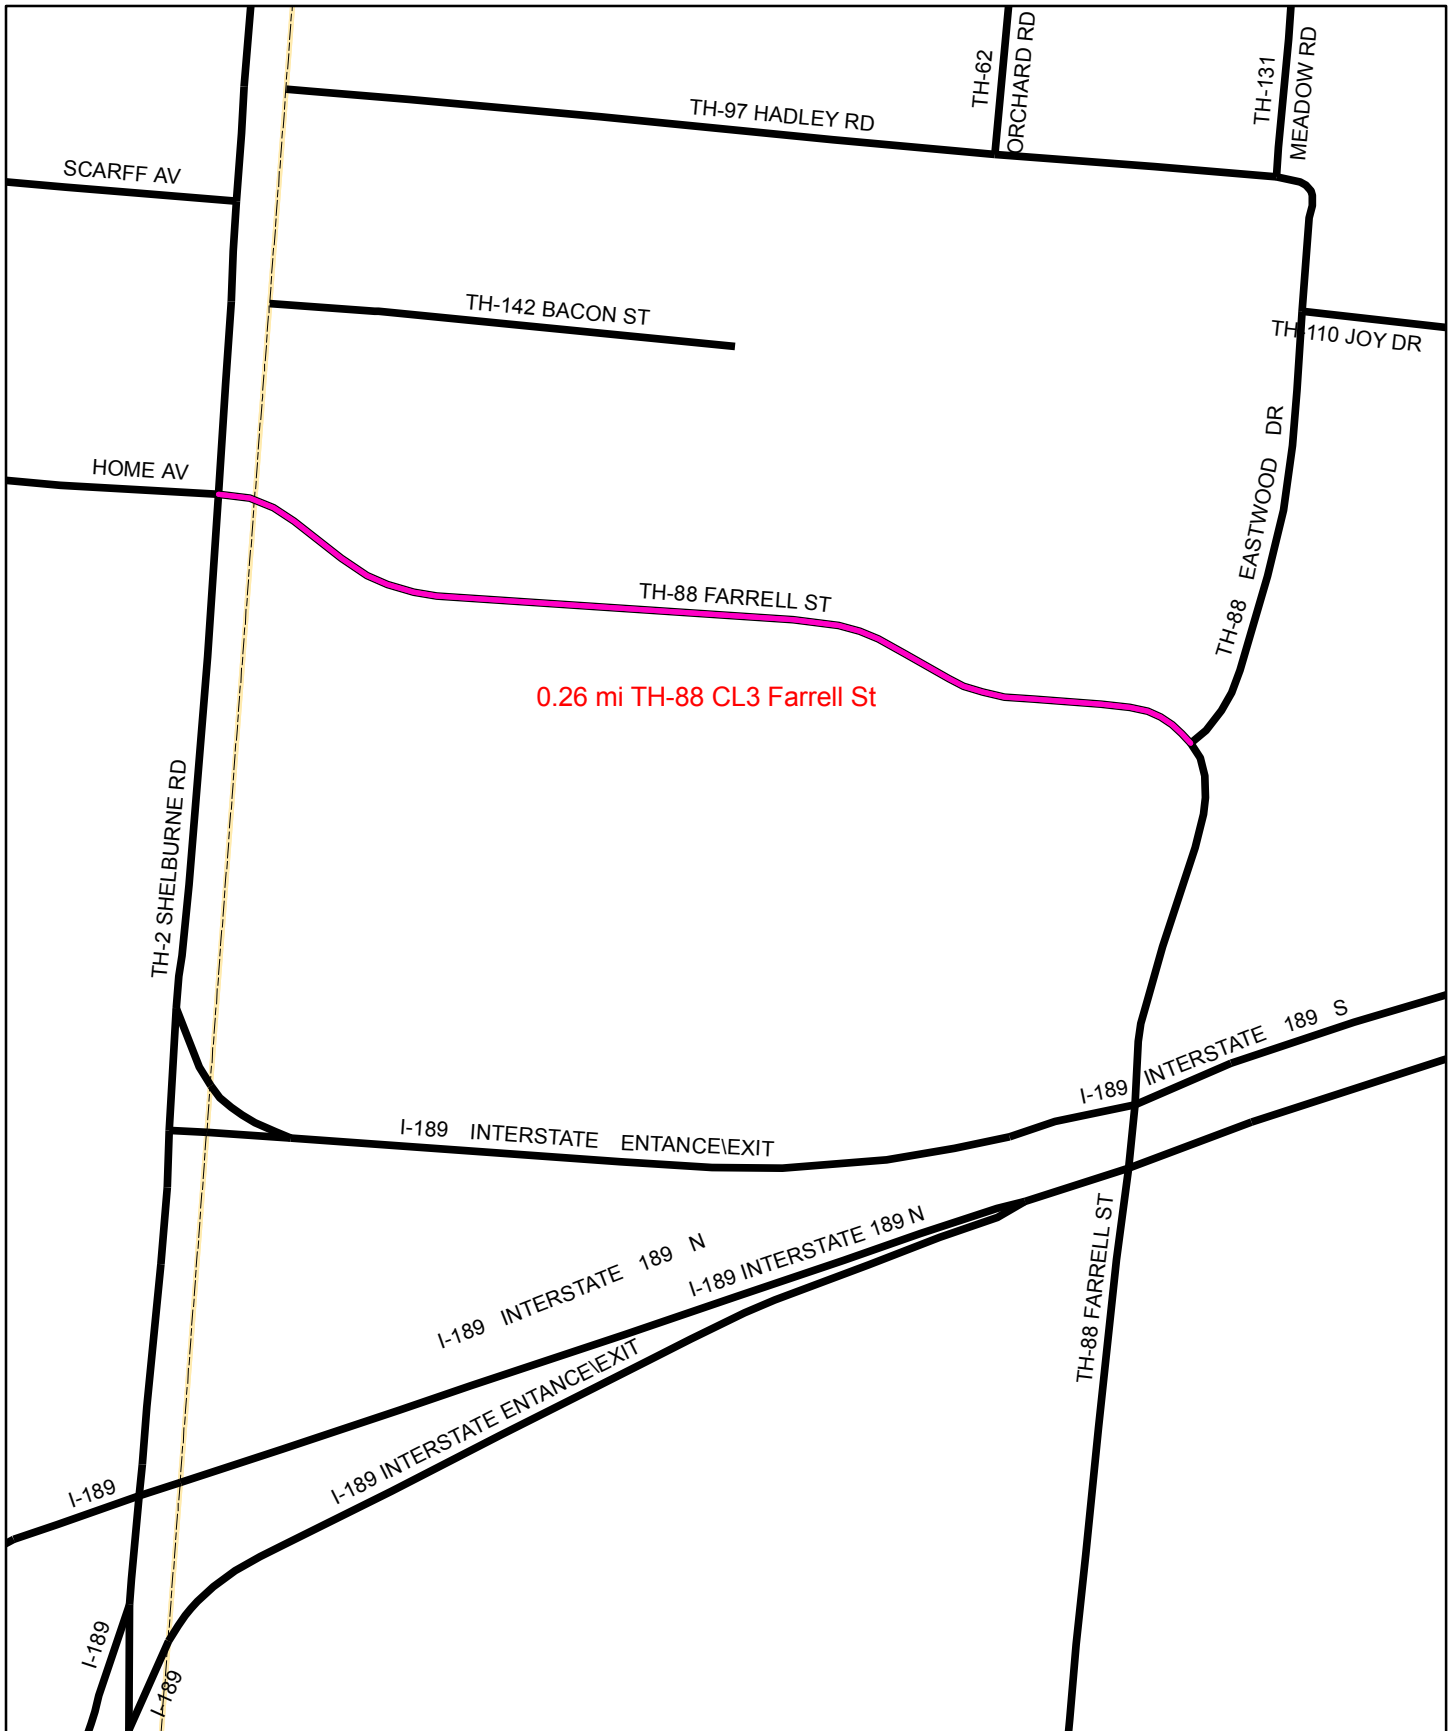 TH-62
ORCHARD RD
TH-131
MEADOW RD
TH-97 HADLEY RD
SCARFF AV
TH-142 BACON ST
TH-110 JOY DR
HOME AV
TH-88 EASTWOOD DR
TH-88 FARRELL ST
0.26 mi TH-88 CL3 Farrell St
TH-2 SHELBURNE RD
I-189 INTERSTATE 189 S
I-189 INTERSTATE ENTANCE\EXIT
I-189 INTERSTATE 189 N
I-189 INTERSTATE 189 N
TH-88 FARRELL ST
I-189 INTERSTATE ENTANCE\EXIT
I-189
I-189
I-189